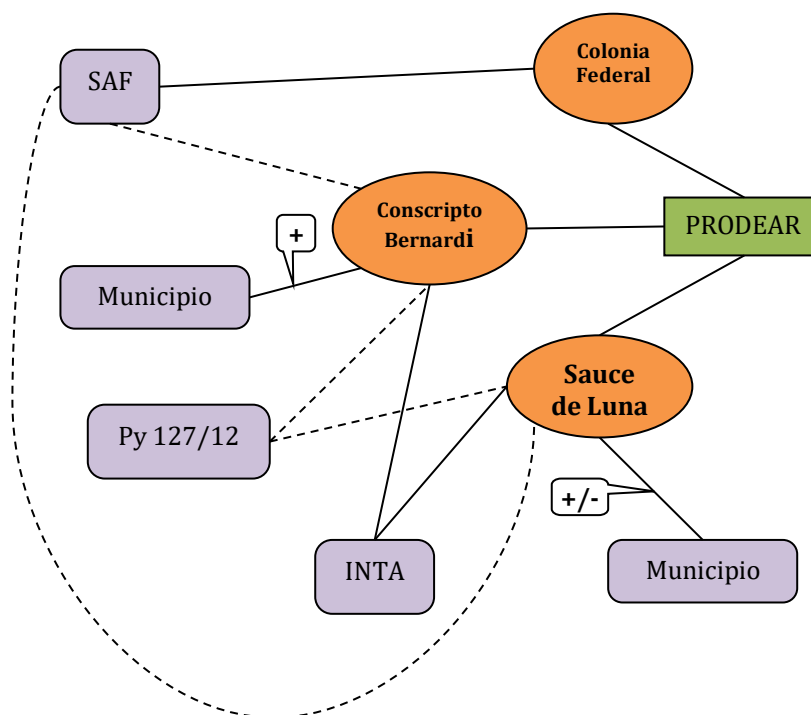 Colonia
Federal
SAF
Conscripto
Bernardi
PRODEAR
+
Municipio
Sauce
de Luna
Py 127/12
+/-
INTA
Municipio